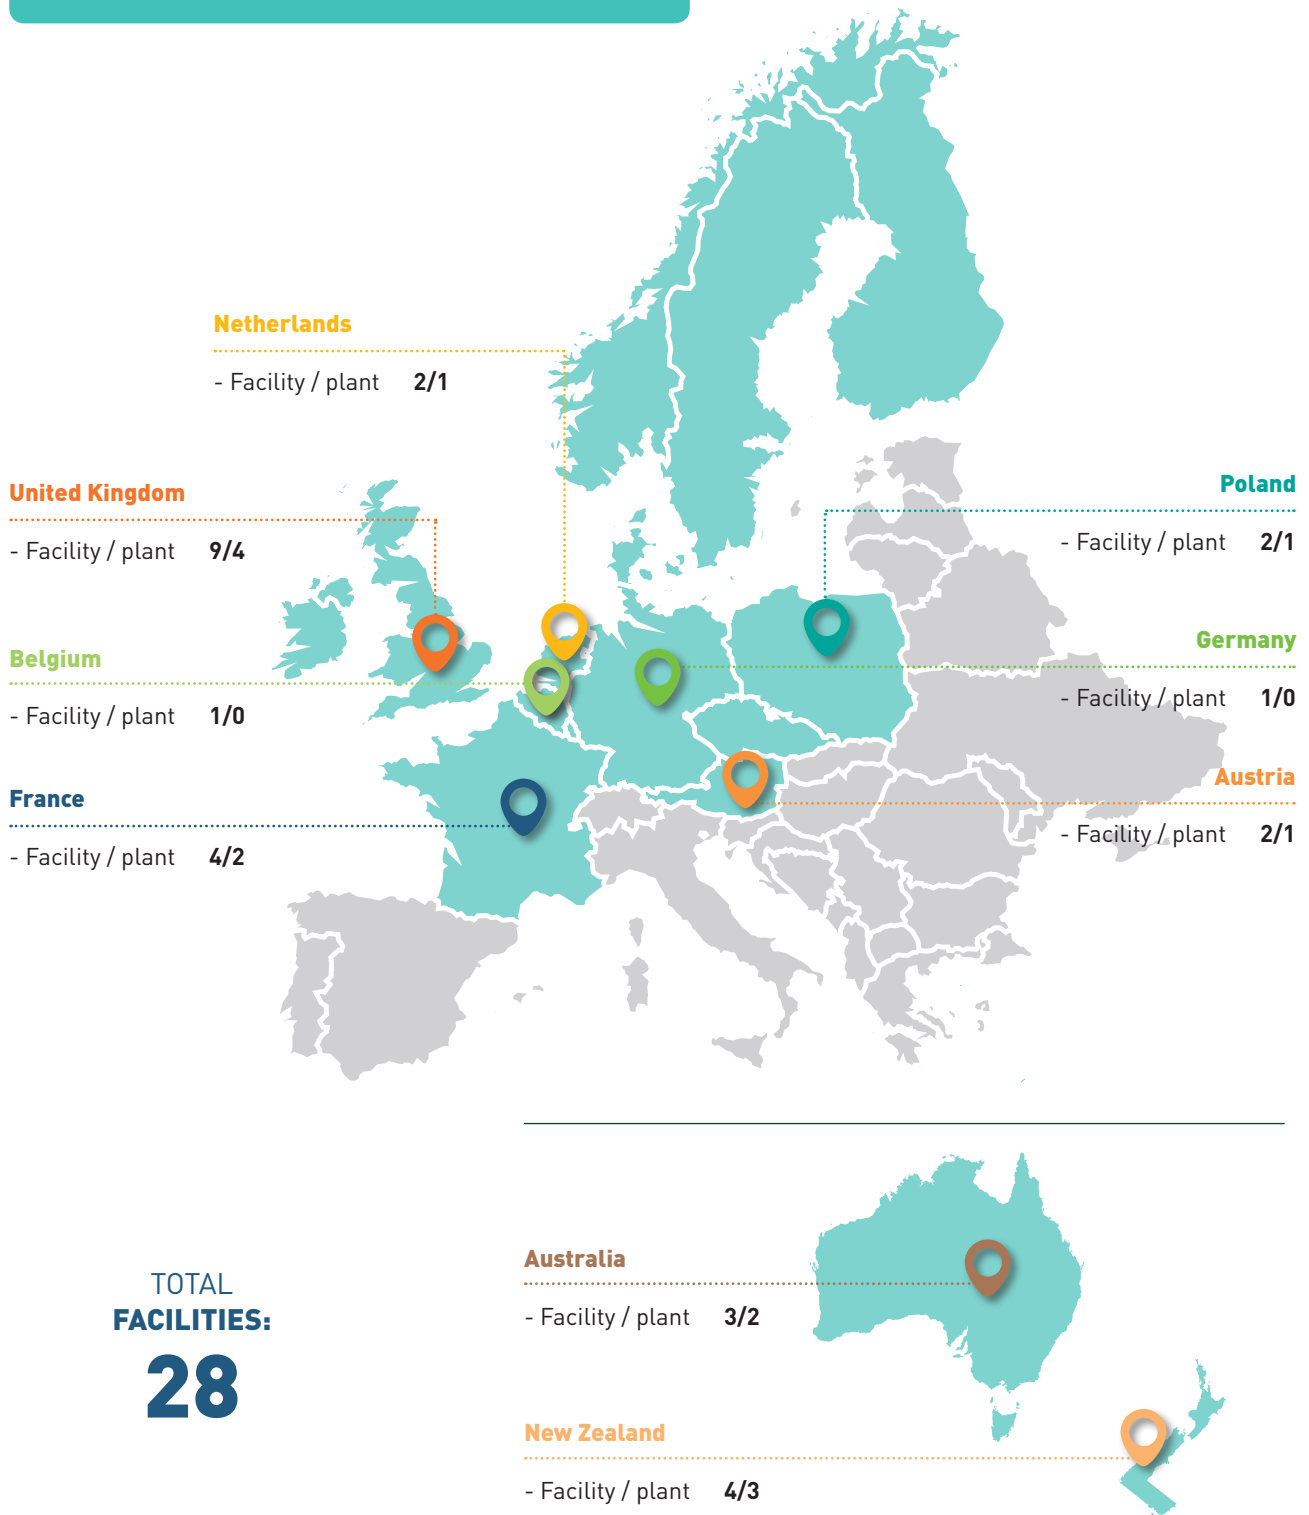 Netherlands
- Facility / plant 2/1
United Kingdom
- Facility / plant 9/4
Belgium
- Facility / plant 1/0
France
- Facility / plant 4/2
Poland
- Facility / plant 2/1
Germany
- Facility / plant 1/0
Austria
- Facility / plant 2/1
TOTAL
FACILITIES:
28
Australia
- Facility / plant 3/2
New Zealand
- Facility / plant 4/3